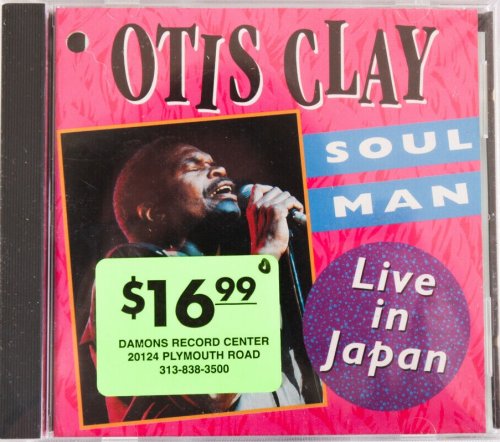 OTIS CLAY
SOUL
MAN
Live
in
Japan
$16.99
DAMONS RECORD CENTER
20124 PLYMOUTH ROAD
313-838-3500